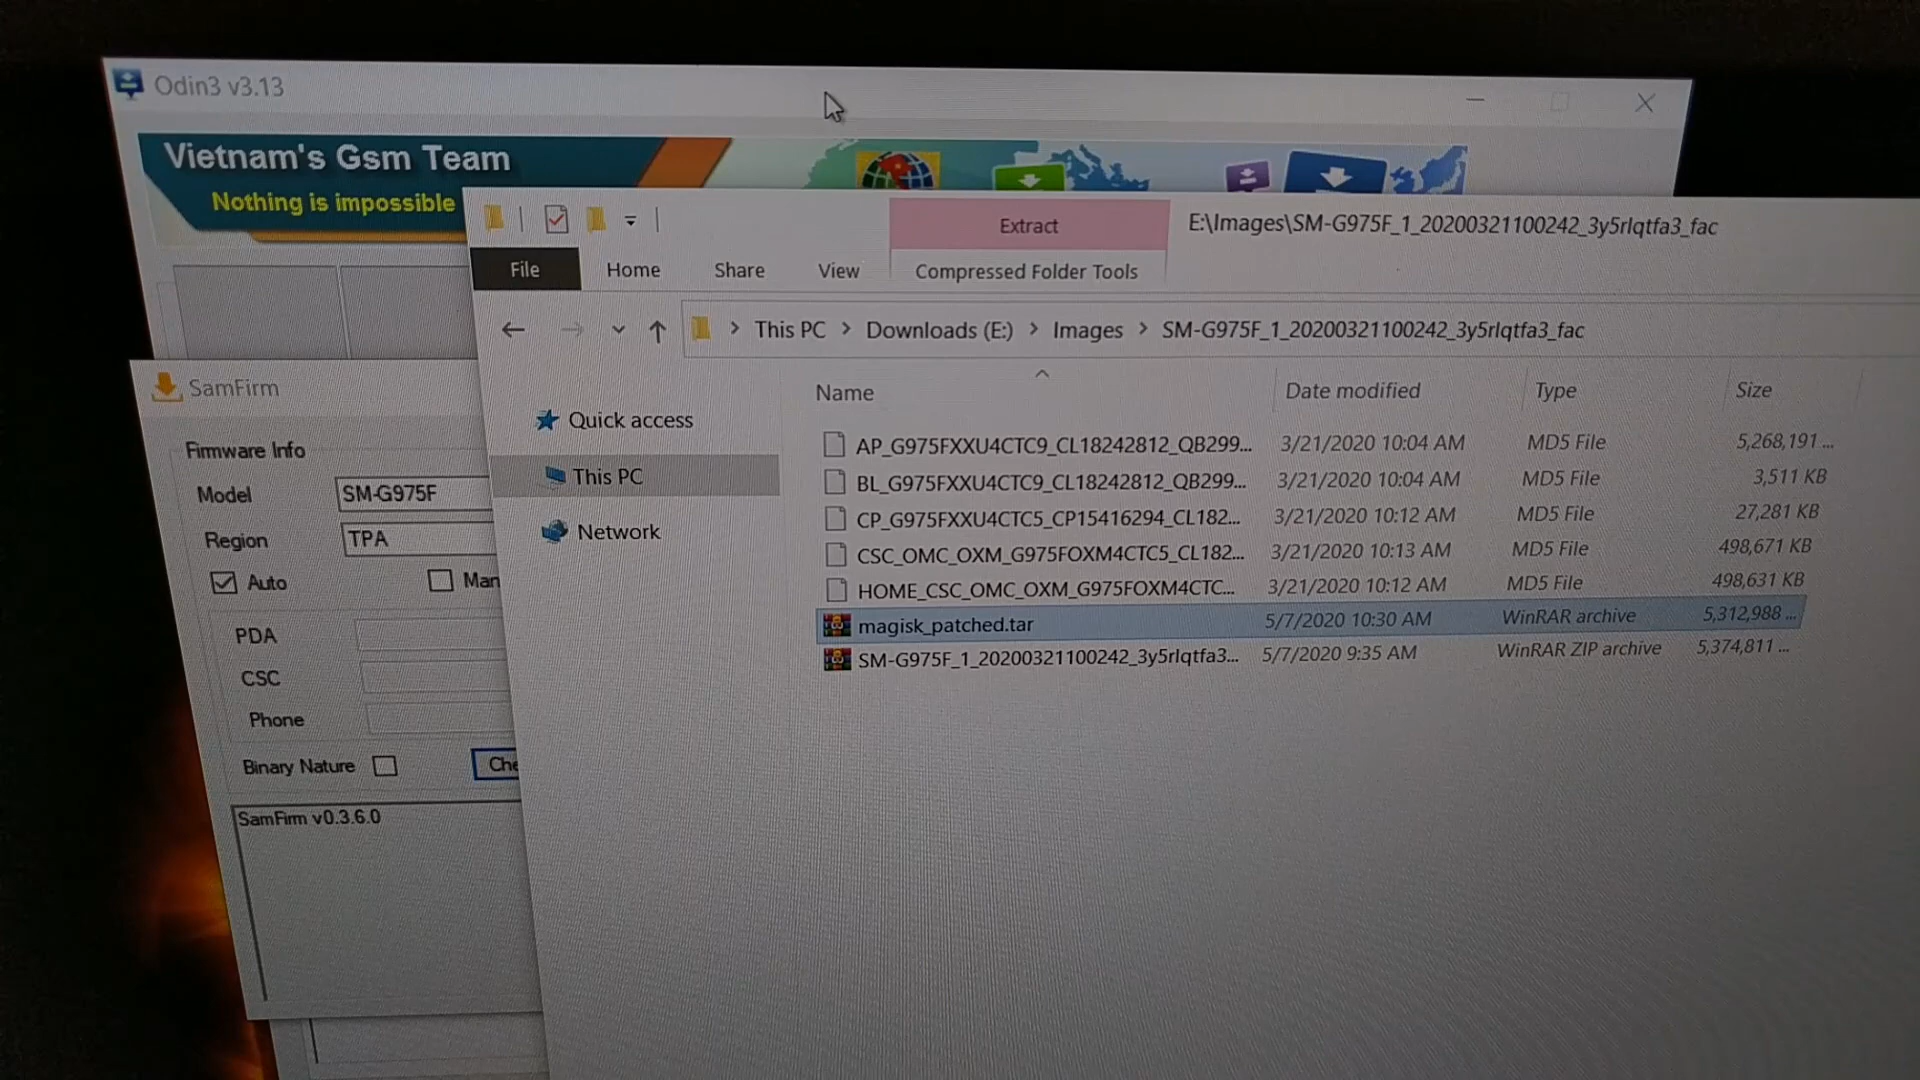 Odin3 v3.13
Vietnam's Gsm Team
Nothing is impossible
Extract
E:\Images\SM-G975F_1_20200321100242_3y5rlqtfa3_fac
File
Home
Share
View
Compressed Folder Tools
This PC
Downloads (E:)
Images
SM-G975F_1_20200321100242_3y5rlqtfa3_fac
Name
Date modified
Type
Size
Quick access
This PC
Network
AP_G975FXXU4CTC9_CL18242812_QB299... 3/21/2020 10:04 AM MD5 File 5,268,191 ...
BL_G975FXXU4CTC9_CL18242812_QB299... 3/21/2020 10:04 AM MD5 File 3,511 KB
CP_G975FXXU4CTC5_CP15416294_CL182... 3/21/2020 10:12 AM MD5 File 27,281 KB
CSC_OMC_OXM_G975FOXM4CTC5_CL182... 3/21/2020 10:13 AM MD5 File 498,671 KB
HOME_CSC_OMC_OXM_G975FOXM4CTC... 3/21/2020 10:12 AM MD5 File 498,631 KB
magisk_patched.tar 5/7/2020 10:30 AM WinRAR archive 5,312,988 ...
SM-G975F_1_20200321100242_3y5rlqtfa3... 5/7/2020 9:35 AM WinRAR ZIP archive 5,374,811 ...
SamFirm
Firmware Info
Model SM-G975F
Region TPA
Auto Man
PDA
CSC
Phone
Binary Nature Che
SamFirm v0.3.6.0